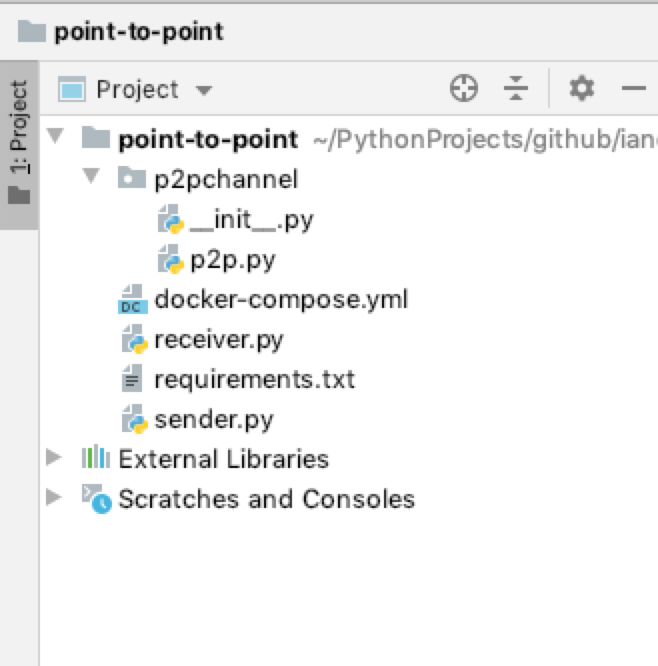 point-to-point
1: Project
Project
point-to-point ~/PythonProjects/github/ian
p2pchannel
__init__.py
p2p.py
DC docker-compose.yml
receiver.py
requirements.txt
sender.py
External Libraries
Scratches and Consoles